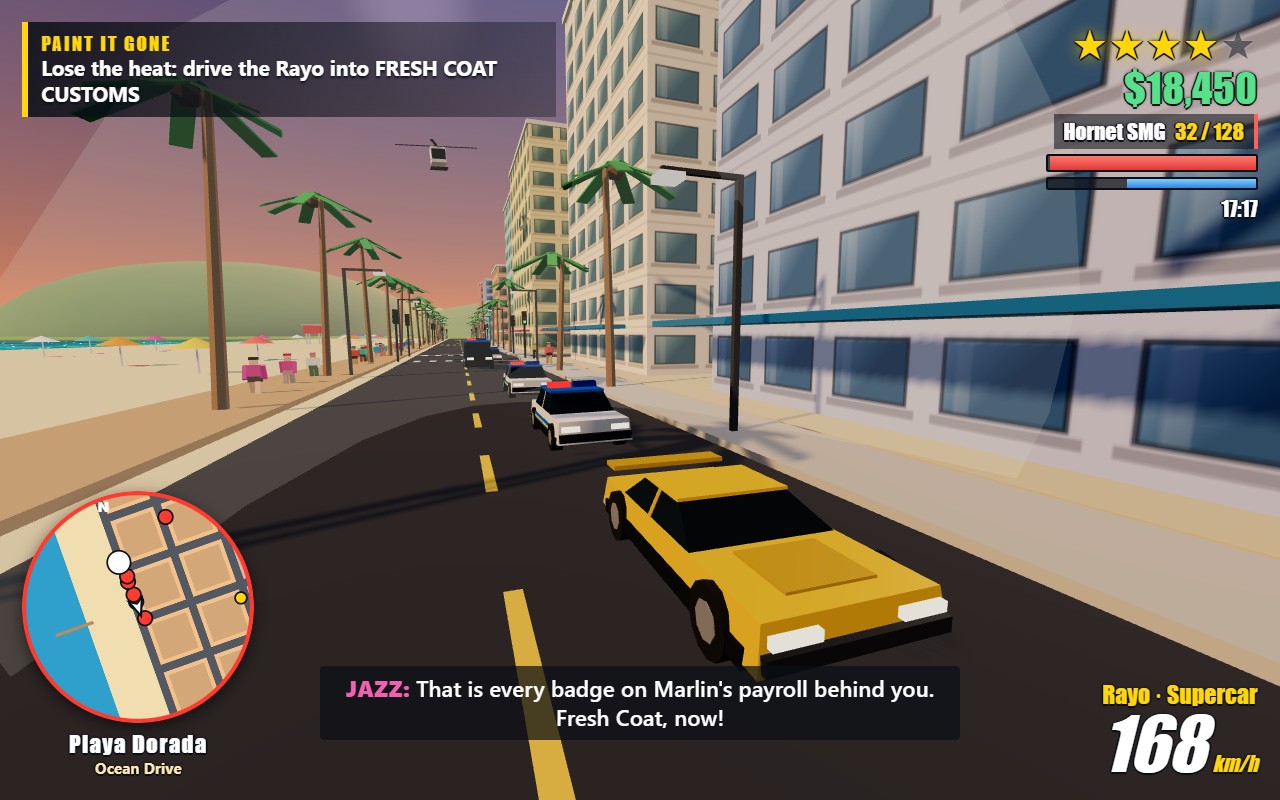 PAINT IT GONE
Lose the heat: drive the Rayo into FRESH COAT
CUSTOMS
$18,450
Hornet SMG 32 / 128
17:17
N
JAZZ: That is every badge on Marlin's payroll behind you.
Fresh Coat, now!
Playa Dorada
Ocean Drive
Rayo · Supercar
168 km/h